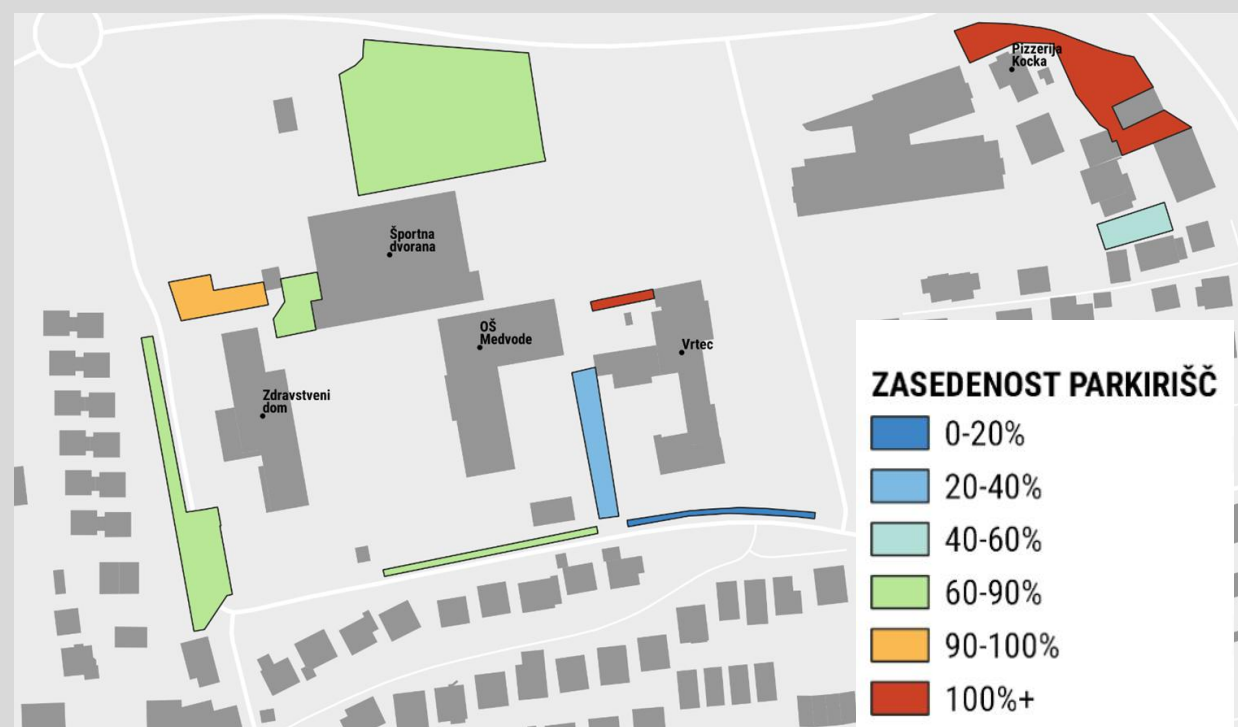 Pizzerija
Kocka
Športna
dvorana
OŠ
Medvode
Vrtec
Zdravstveni
dom
ZASEDENOST PARKIRIŠČ
0-20%
20-40%
40-60%
60-90%
90-100%
100%+